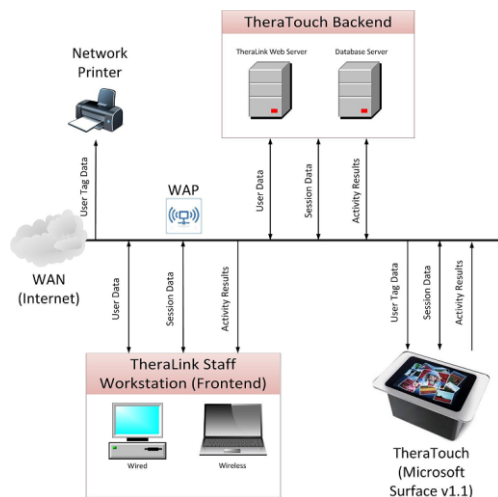 TheraTouch Backend
TheraLink Web Server
Database Server
Network
Printer
User Tag Data
WAP
User Data
Session Data
Activity Results
WAN
(Internet)
User Data
Session Data
Activity Results
User Tag Data
Session Data
Activity Results
TheraLink Staff
Workstation (Frontend)
Wired
Wireless
TheraTouch
(Microsoft
Surface v1.1)